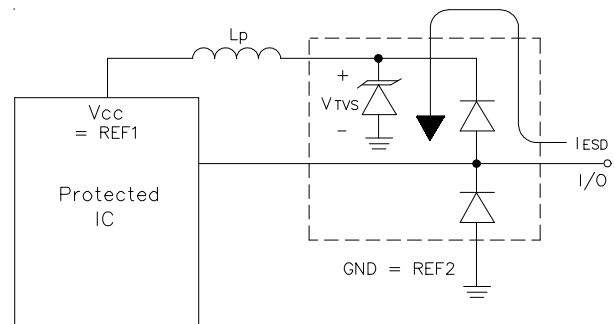 Lp
+
VTVS
-
Vcc
= REF1
Protected
IC
IESD
I/O
GND = REF2